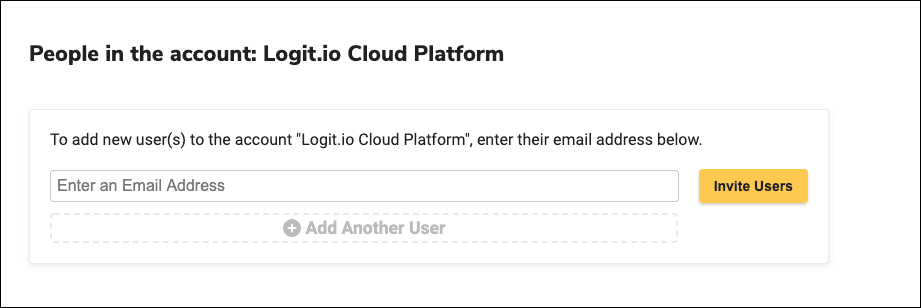 People in the account: Logit.io Cloud Platform
To add new user(s) to the account "Logit.io Cloud Platform", enter their email address below.
Enter an Email Address
Invite Users
Add Another User